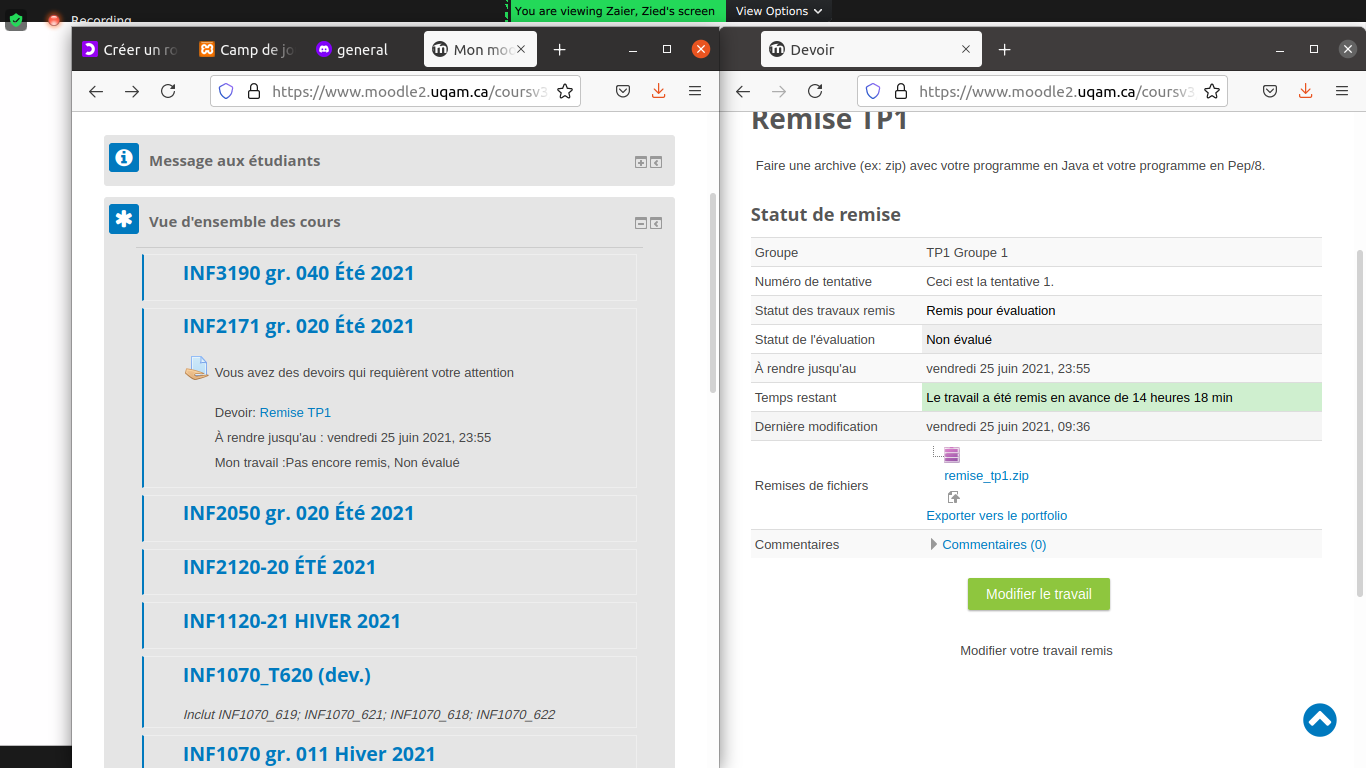 You are viewing Zaier, Zied's screen
View Options
Recording
Créer un ro
Camp de jo
general
Mon moo
https://www.moodle2.uqam.ca/coursv3
Message aux étudiants
Vue d'ensemble des cours
INF3190 gr. 040 Été 2021
INF2171 gr. 020 Été 2021
Vous avez des devoirs qui requièrent votre attention
Devoir: Remise TP1
À rendre jusqu'au : vendredi 25 juin 2021, 23:55
Mon travail :Pas encore remis, Non évalué
INF2050 gr. 020 Été 2021
INF2120-20 ÉTÉ 2021
INF1120-21 HIVER 2021
INF1070_T620 (dev.)
Inclut INF1070_619; INF1070_621; INF1070_618; INF1070_622
INF1070 gr. 011 Hiver 2021
Devoir
https://www.moodle2.uqam.ca/coursv
Remise TP1
Faire une archive (ex: zip) avec votre programme en Java et votre programme en Pep/8.
Statut de remise
Groupe TP1 Groupe 1
Numéro de tentative Ceci est la tentative 1.
Statut des travaux remis Remis pour évaluation
Statut de l'évaluation Non évalué
À rendre jusqu'au vendredi 25 juin 2021, 23:55
Temps restant Le travail a été remis en avance de 14 heures 18 min
Dernière modification vendredi 25 juin 2021, 09:36
Remises de fichiers
remise_tp1.zip
Exporter vers le portfolio
Commentaires Commentaires (0)
Modifier le travail
Modifier votre travail remis